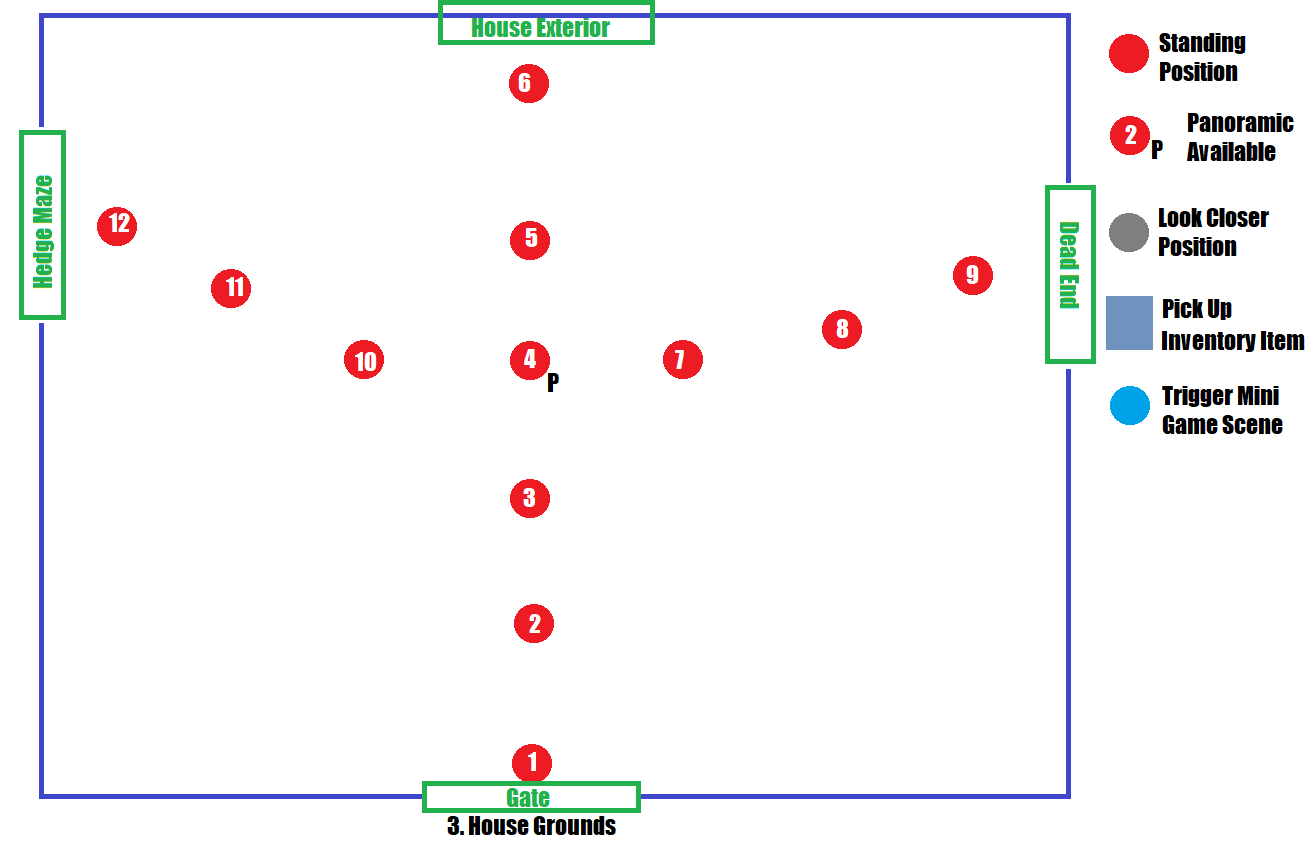 House Exterior
Standing
Position
6
2
P
Panoramic
Available
Hedge Maze
12
5
Look Closer
Position
Dead End
9
11
Pick Up
Inventory Item
8
10
4
P
7
Trigger Mini
Game Scene
3
2
1
Gate
3. House Grounds